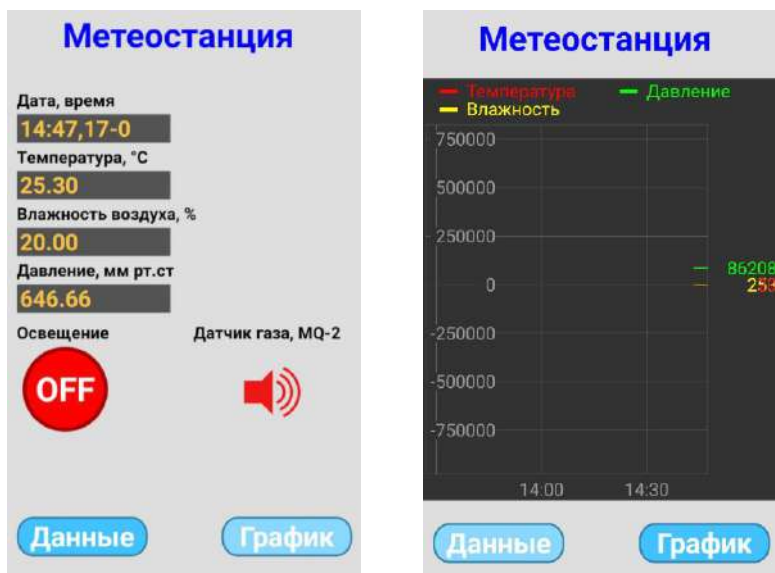 Метеостанция
Дата, время
14:47,17-0
Температура, °C
25.30
Влажность воздуха, %
20.00
Давление, мм рт.ст
646.66
Освещение
Датчик газа, MQ-2
OFF
Данные
График
Метеостанция
Температура
Давление
Влажность
750000
500000
250000
86208
0
-250000
-500000
-750000
14:00
14:30
Данные
График